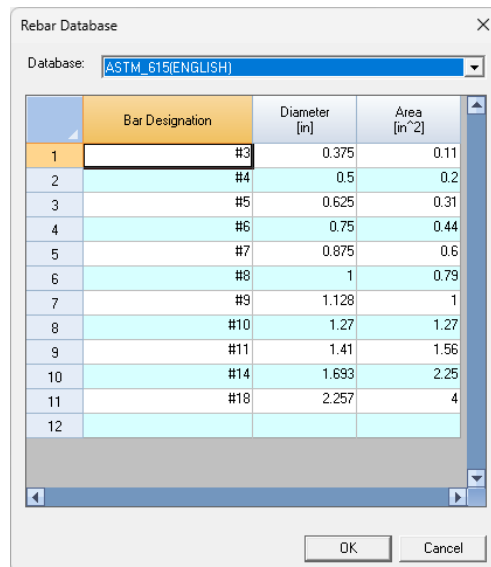 Rebar Database
Database: ASTM_615(ENGLISH)
Bar Designation Diameter [in] Area [in^2]
1 #3 0.375 0.11
2 #4 0.5 0.2
3 #5 0.625 0.31
4 #6 0.75 0.44
5 #7 0.875 0.6
6 #8 1 0.79
7 #9 1.128 1
8 #10 1.27 1.27
9 #11 1.41 1.56
10 #14 1.693 2.25
11 #18 2.257 4
12
OK Cancel